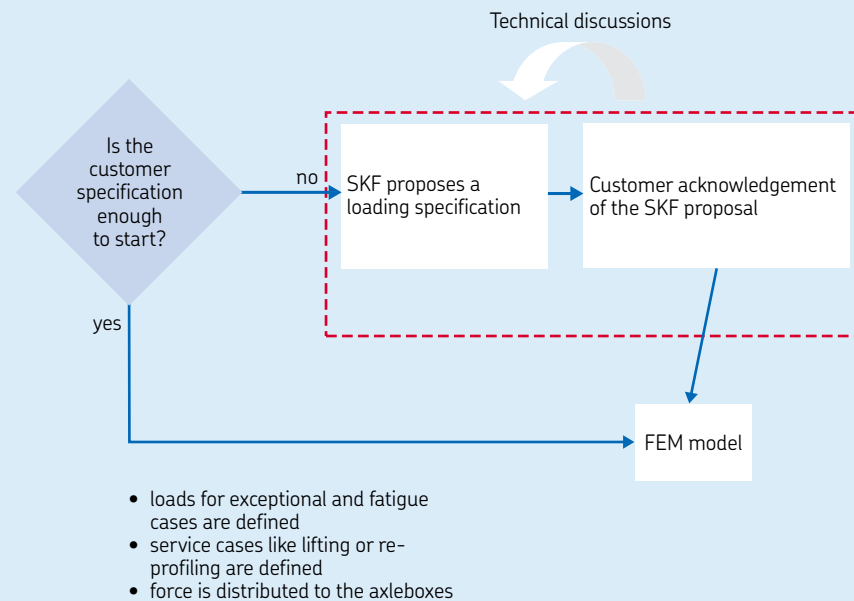 Technical discussions
Is the
customer
specification
enough
to start?
no
SKF proposes a
loading specification
Customer acknowledgement
of the SKF proposal
yes
FEM model
• loads for exceptional and fatigue
cases are defined
• service cases like lifting or re-
profiling are defined
• force is distributed to the axleboxes